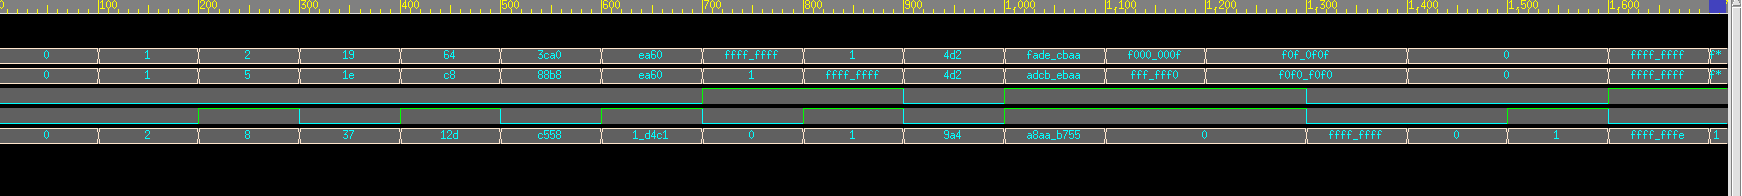 0 100 200 300 400 500 600 700 800 900 1,000 1,100 1,200 1,300 1,400 1,500 1,600
0 1 2 19 64 3ca0 ea60 ffff_ffff 1 4d2 fade_cbaa f000_000f f0f_0f0f 0 ffff_ffff f*
0 1 5 1e c8 88b8 ea60 1 ffff_ffff 4d2 adcb_ebaa fff_fff0 f0f0_f0f0 0 ffff_ffff f*
0 2 8 37 12d c558 1_d4c1 0 1 9a4 a8aa_b755 0 ffff_ffff 0 1 ffff_fffe 1